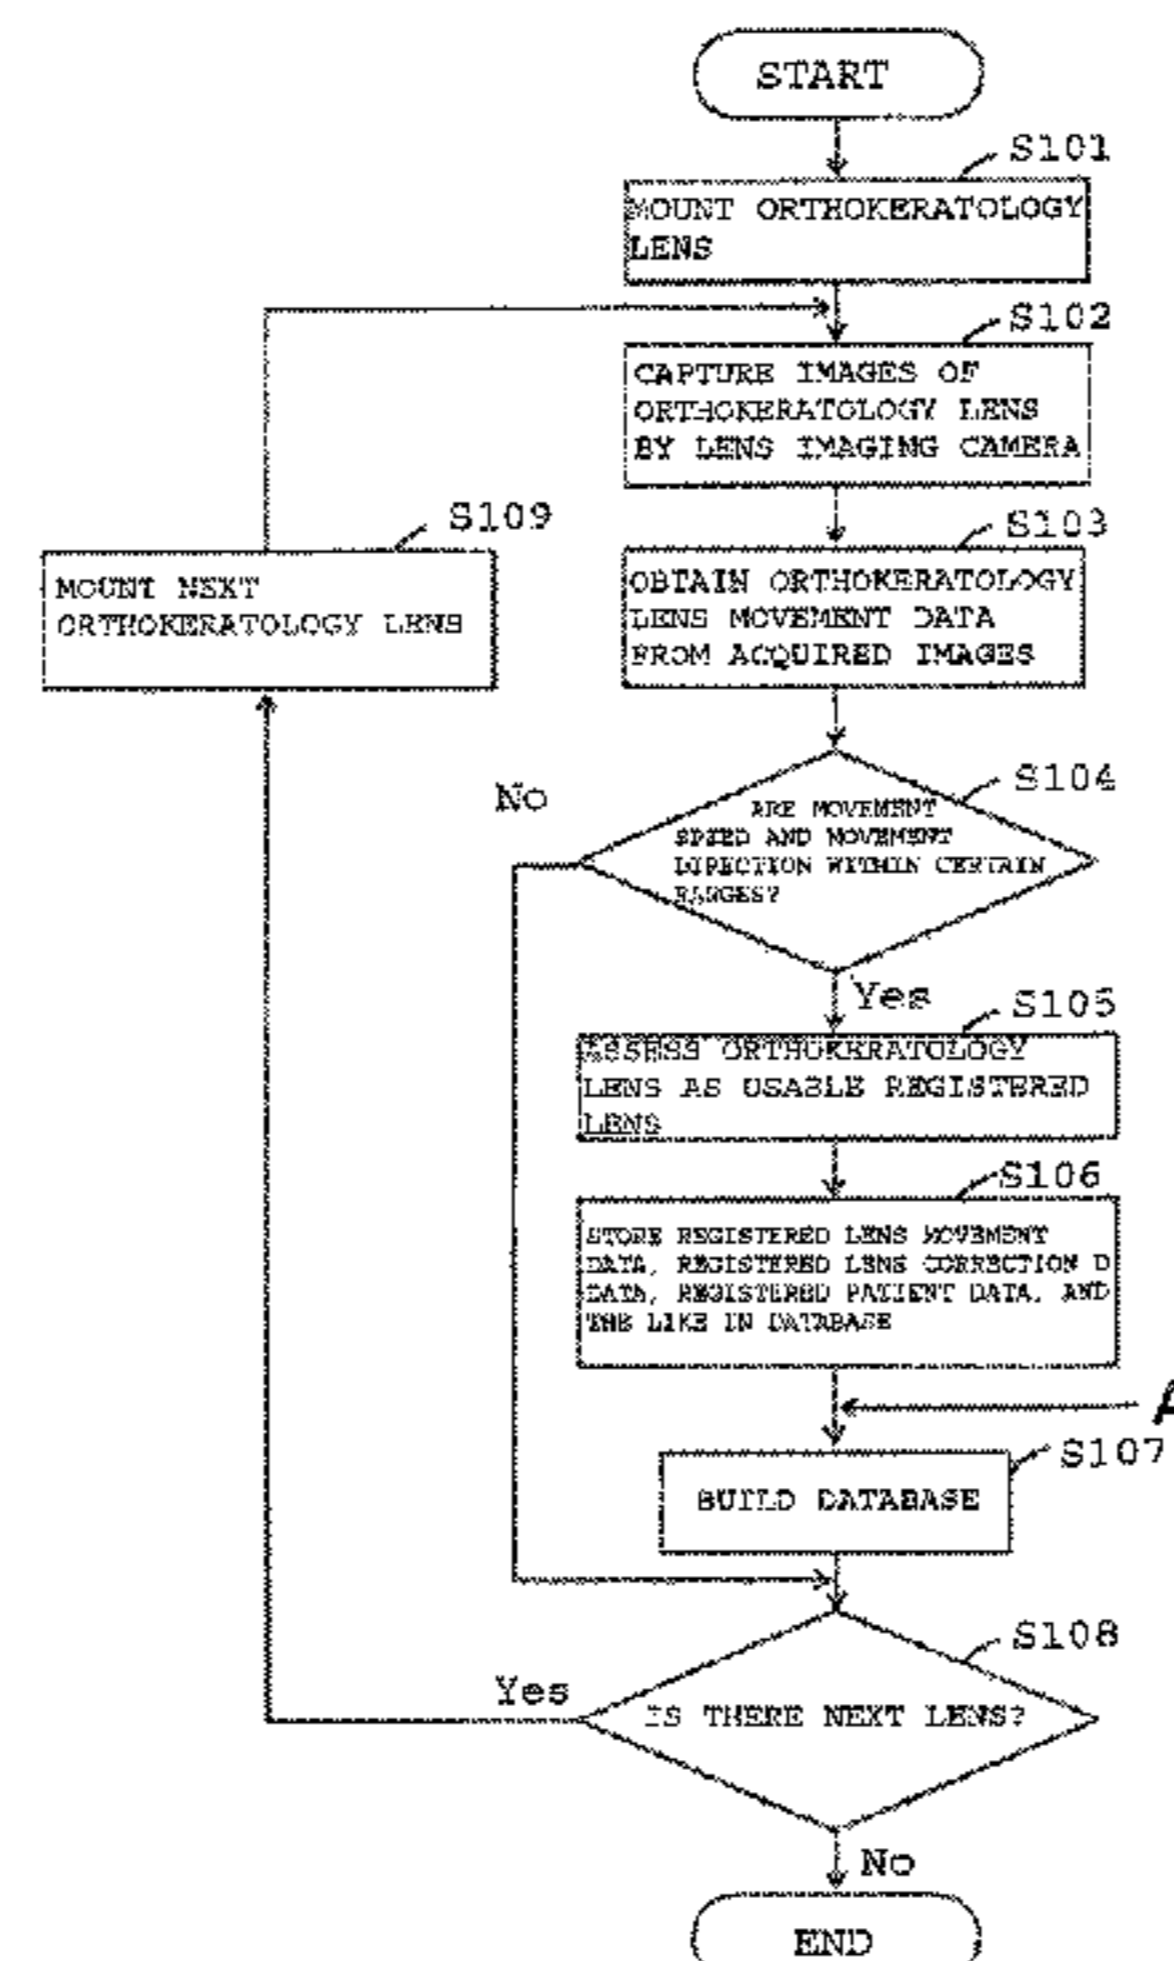 START
S101
MOUNT ORTHOKERATOLOGY
LENS
S102
CAPTURE IMAGES OF
ORTHOKERATOLOGY LENS
BY LENS IMAGING CAMERA
S109
MOUNT NEXT
ORTHOKERATOLOGY LENS
S103
OBTAIN ORTHOKERATOLOGY
LENS MOVEMENT DATA
FROM ACQUIRED IMAGES
S104
No
ARE MOVEMENT
SPEED AND MOVEMENT
DIRECTION WITHIN CERTAIN
RANGES?
Yes
S105
ASSESS ORTHOKERATOLOGY
LENS AS USABLE REGISTERED
LENS
S106
STORE REGISTERED LENS MOVEMENT
DATA, REGISTERED LENS CORRECTION D
DATA, REGISTERED PATIENT DATA, AND
THE LIKE IN DATABASE
A
S107
BUILD DATABASE
S108
Yes
IS THERE NEXT LENS?
No
END